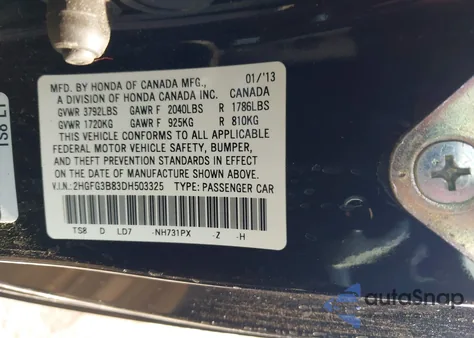 MFD. BY HONDA OF CANADA MFG., 01/'13
A DIVISION OF HONDA CANADA INC. CANADA
GVWR 3792LBS GAWR F 2040LBS R 1786LBS
GVWR 1720KG GAWR F 925KG R 810KG
THIS VEHICLE CONFORMS TO ALL APPLICABLE
FEDERAL MOTOR VEHICLE SAFETY, BUMPER,
AND THEFT PREVENTION STANDARDS IN EFFECT
ON THE DATE OF MANUFACTURE SHOWN ABOVE.
V.I.N: 2HGFG3B83DH503325 TYPE: PASSENGER CAR
TS8 D LD7 -NH731PX -Z -H
TS8 L1
autoSnap